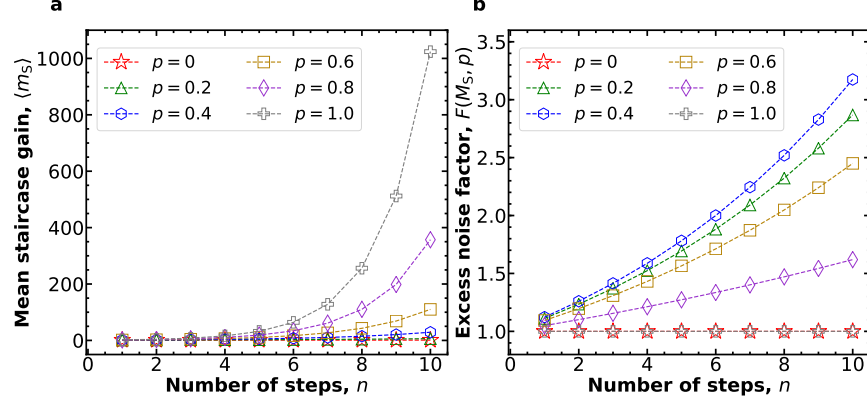 a
Mean staircase gain, ⟨m_S⟩
1000
800
600
400
200
0
p = 0
p = 0.2
p = 0.4
p = 0.6
p = 0.8
p = 1.0
0 2 4 6 8 10
Number of steps, n
b
Excess noise factor, F(M_S, p)
3.5
3.0
2.5
2.0
1.5
1.0
p = 0
p = 0.2
p = 0.4
p = 0.6
p = 0.8
p = 1.0
0 2 4 6 8 10
Number of steps, n